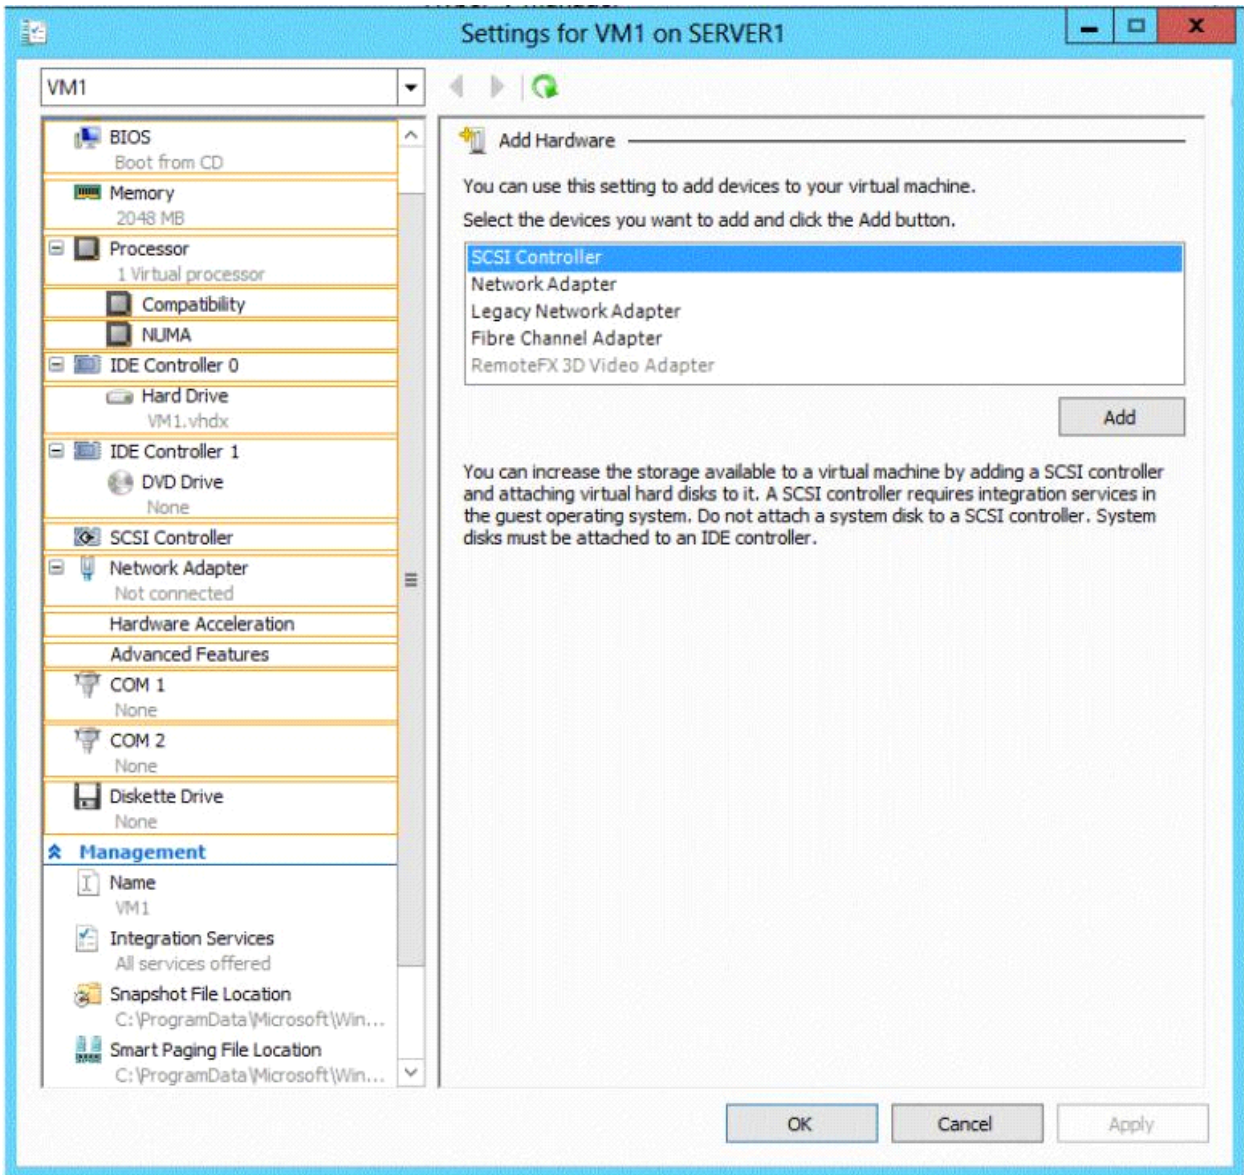 Settings for VM1 on SERVER1
VM1
BIOS
Boot from CD
Memory
2048 MB
Processor
1 Virtual processor
Compatibility
NUMA
IDE Controller 0
Hard Drive
VM1.vhdx
IDE Controller 1
DVD Drive
None
SCSI Controller
Network Adapter
Not connected
Hardware Acceleration
Advanced Features
COM 1
None
COM 2
None
Diskette Drive
None
Management
Name
VM1
Integration Services
All services offered
Snapshot File Location
C:\ProgramData\Microsoft\Win...
Smart Paging File Location
C:\ProgramData\Microsoft\Win...
Add Hardware
You can use this setting to add devices to your virtual machine.
Select the devices you want to add and click the Add button.
SCSI Controller
Network Adapter
Legacy Network Adapter
Fibre Channel Adapter
RemoteFX 3D Video Adapter
Add
You can increase the storage available to a virtual machine by adding a SCSI controller
and attaching virtual hard disks to it. A SCSI controller requires integration services in
the guest operating system. Do not attach a system disk to a SCSI controller. System
disks must be attached to an IDE controller.
OK
Cancel
Apply